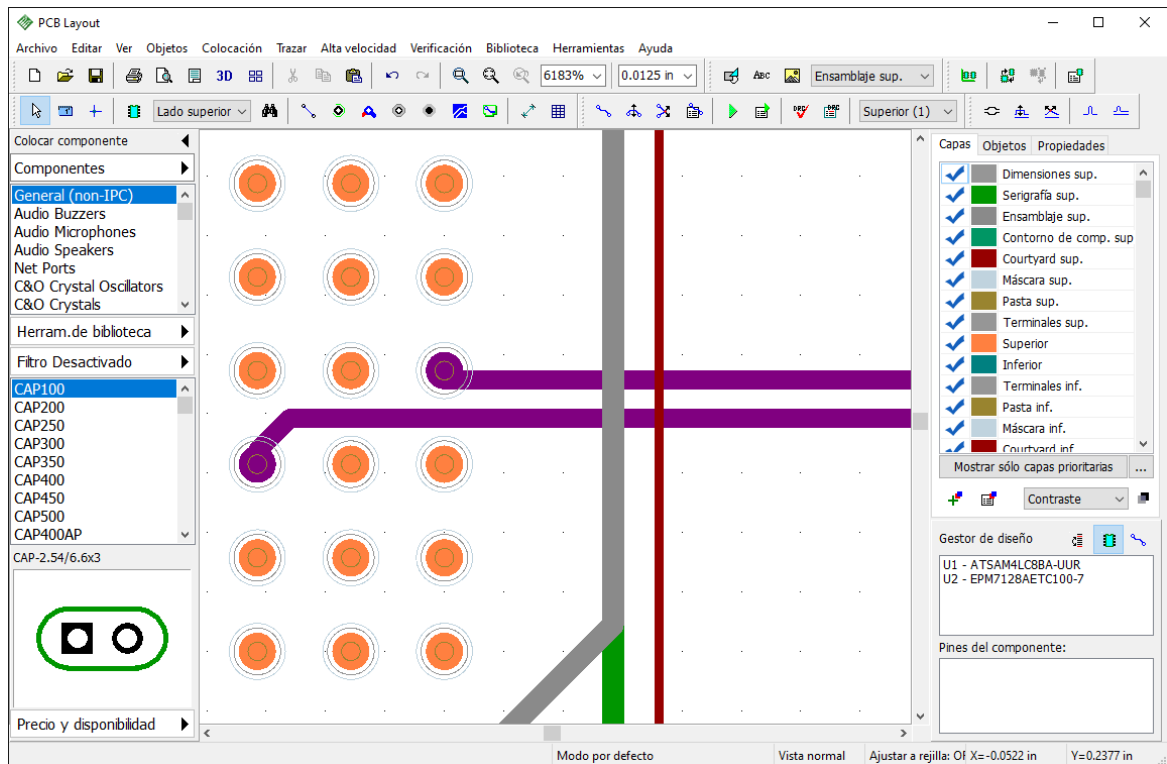 PCB Layout
Archivo Editar Ver Objetos Colocación Trazar Alta velocidad Verificación Biblioteca Herramientas Ayuda
3D 6183% 0.0125 in ABC Ensamblaje sup.
Lado superior DRC DRC Superior (1)
Colocar componente
Componentes
General (non-IPC)
Audio Buzzers
Audio Microphones
Audio Speakers
Net Ports
C&O Crystal Oscillators
C&O Crystals
Herram.de biblioteca
Filtro Desactivado
CAP100
CAP200
CAP250
CAP300
CAP350
CAP400
CAP450
CAP500
CAP400AP
CAP-2.54/6.6x3
Precio y disponibilidad
Capas Objetos Propiedades
Dimensiones sup.
Serigrafía sup.
Ensamblaje sup.
Contorno de comp. sup
Courtyard sup.
Máscara sup.
Pasta sup.
Terminales sup.
Superior
Inferior
Terminales inf.
Pasta inf.
Máscara inf.
Courtyard inf
Mostrar sólo capas prioritarias ...
Contraste
Gestor de diseño
U1 - ATSAM4LC8BA-UUR
U2 - EPM7128AETC100-7
Pines del componente:
Modo por defecto Vista normal Ajustar a rejilla: OF X=-0.0522 in Y=0.2377 in